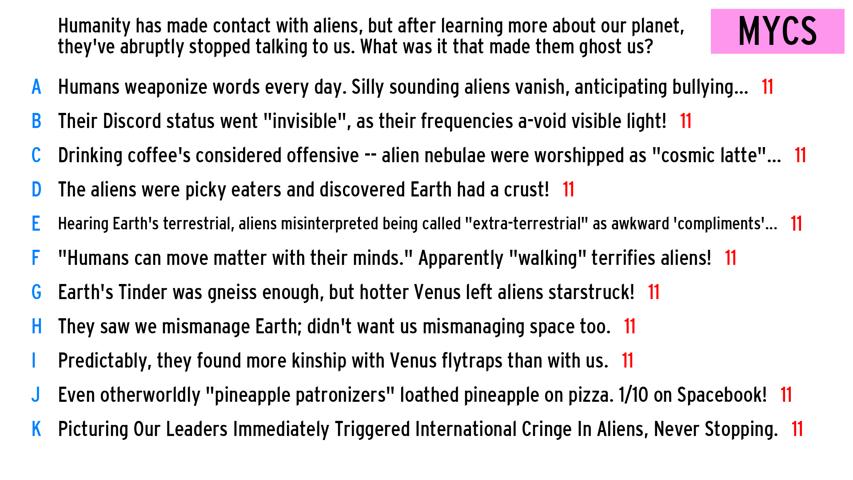 Humanity has made contact with aliens, but after learning more about our planet,
they've abruptly stopped talking to us. What was it that made them ghost us?
MYCS
A Humans weaponize words every day. Silly sounding aliens vanish, anticipating bullying... 11
B Their Discord status went "invisible", as their frequencies a-void visible light! 11
C Drinking coffee's considered offensive -- alien nebulae were worshipped as "cosmic latte"... 11
D The aliens were picky eaters and discovered Earth had a crust! 11
E Hearing Earth's terrestrial, aliens misinterpreted being called "extra-terrestrial" as awkward 'compliments'... 11
F "Humans can move matter with their minds." Apparently "walking" terrifies aliens! 11
G Earth's Tinder was gneiss enough, but hotter Venus left aliens starstruck! 11
H They saw we mismanage Earth; didn't want us mismanaging space too. 11
I Predictably, they found more kinship with Venus flytraps than with us. 11
J Even otherworldly "pineapple patronizers" loathed pineapple on pizza. 1/10 on Spacebook! 11
K Picturing Our Leaders Immediately Triggered International Cringe In Aliens, Never Stopping. 11